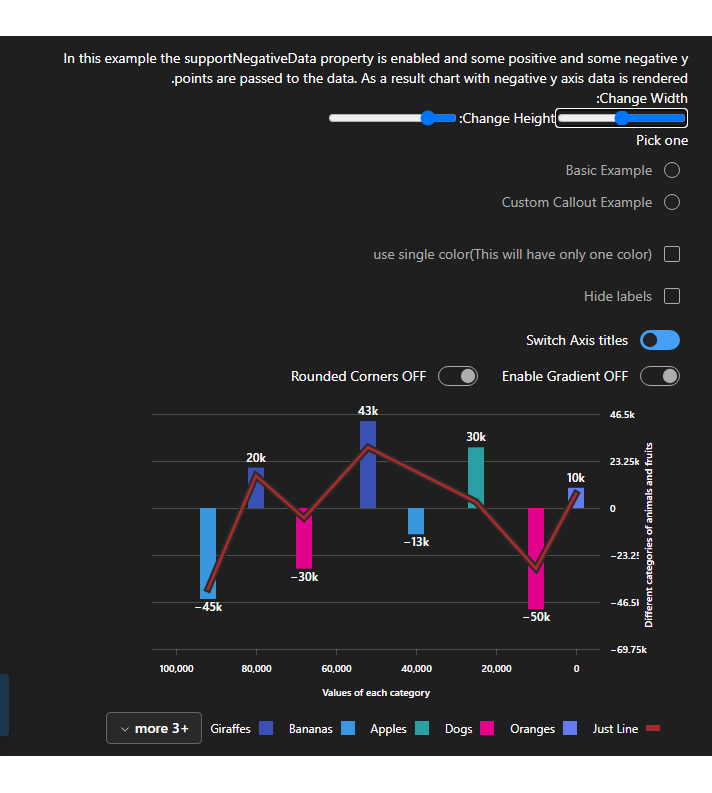 In this example the supportNegativeData property is enabled and some positive and some negative y
.points are passed to the data. As a result chart with negative y axis data is rendered
:Change Width
:Change Height
Pick one
Basic Example
Custom Callout Example
use single color(This will have only one color)
Hide labels
Switch Axis titles
Rounded Corners OFF
Enable Gradient OFF
43k
46.5k
30k
20k
23.25k
10k
0
−13k
−23.2
−30k
−45k
−46.5
−50k
−69.75k
Different categories of animals and fruits
100,000
80,000
60,000
40,000
20,000
0
Values of each category
more 3+
Giraffes
Bananas
Apples
Dogs
Oranges
Just Line